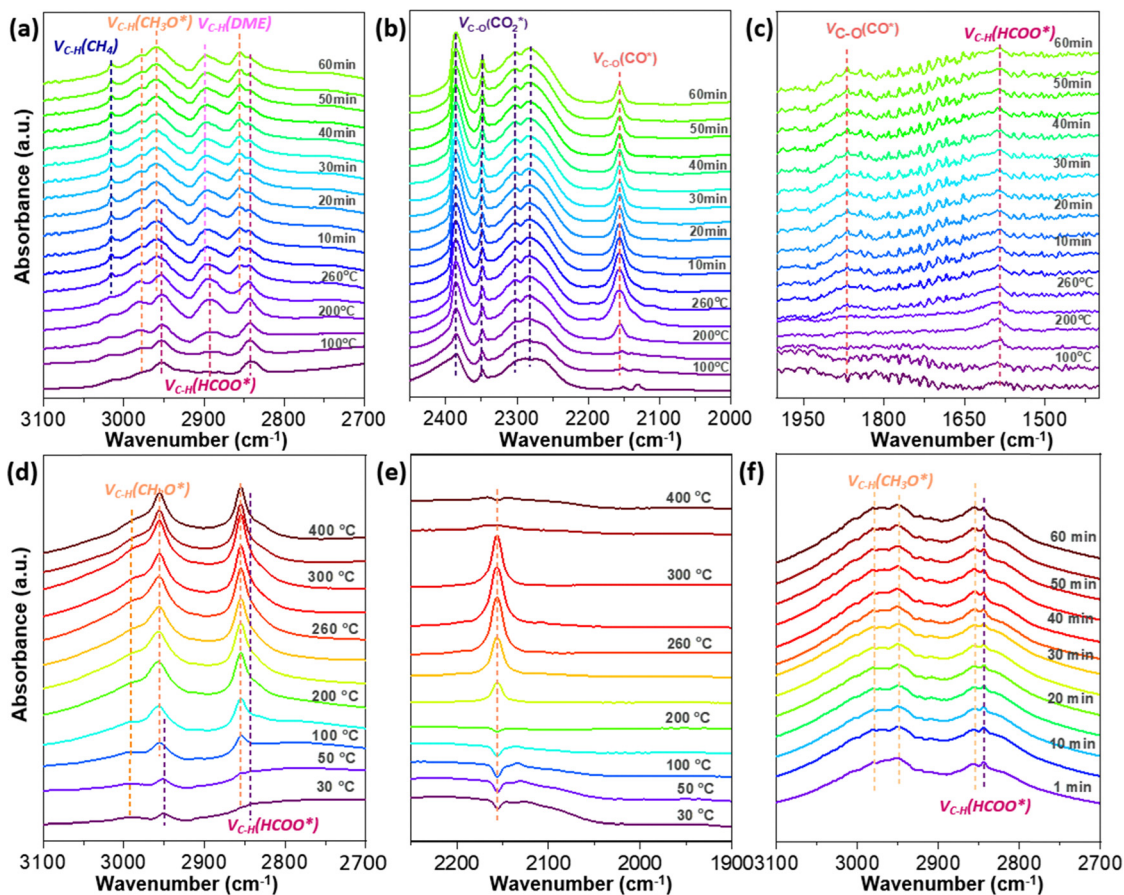 (a)
V_C-H(CH₃O*)
V_C-H(DME)
V_C-H(CH₄)
60min
50min
40min
30min
20min
10min
260°C
200°C
100°C
V_C-H(HCOO*)
3100 3000 2900 2800 2700
Wavenumber (cm⁻¹)
Absorbance (a.u.)
(b)
V_C-O(CO₂*)
V_C-O(CO*)
60min
50min
40min
30min
20min
10min
260°C
200°C
100°C
2400 2300 2200 2100 2000
Wavenumber (cm⁻¹)
(c)
V_C-O(CO*)
V_C-H(HCOO*)
60min
50min
40min
30min
20min
10min
260°C
200°C
100°C
1950 1800 1650 1500
Wavenumber (cm⁻¹)
(d)
V_C-H(CH₃O*)
400 °C
300 °C
260 °C
200 °C
100 °C
50 °C
30 °C
V_C-H(HCOO*)
3100 3000 2900 2800 2700
Wavenumber (cm⁻¹)
Absorbance (a.u.)
(e)
400 °C
300 °C
260 °C
200 °C
100 °C
50 °C
30 °C
2200 2100 2000 1900
Wavenumber (cm⁻¹)
(f)
V_C-H(CH₃O*)
60 min
50 min
40 min
30 min
20 min
10 min
1 min
V_C-H(HCOO*)
3100 3000 2900 2800 2700
Wavenumber (cm⁻¹)